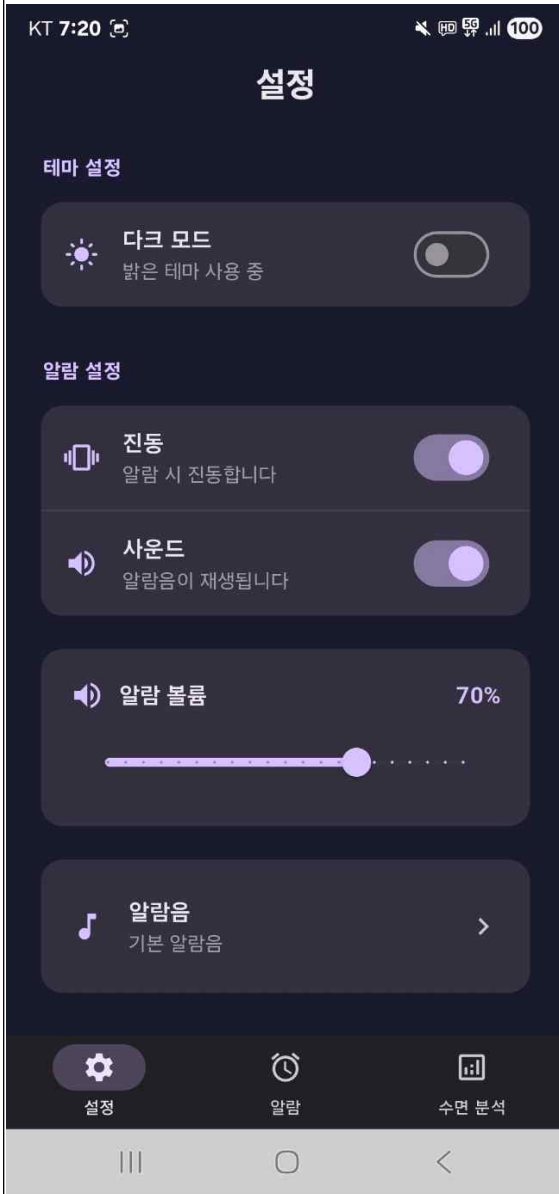 KT 7:20
HD 5G 100
설정
테마 설정
다크 모드
밝은 테마 사용 중
알람 설정
진동
알람 시 진동합니다
사운드
알람음이 재생됩니다
알람 볼륨 70%
알람음
기본 알람음
설정 알람 수면 분석